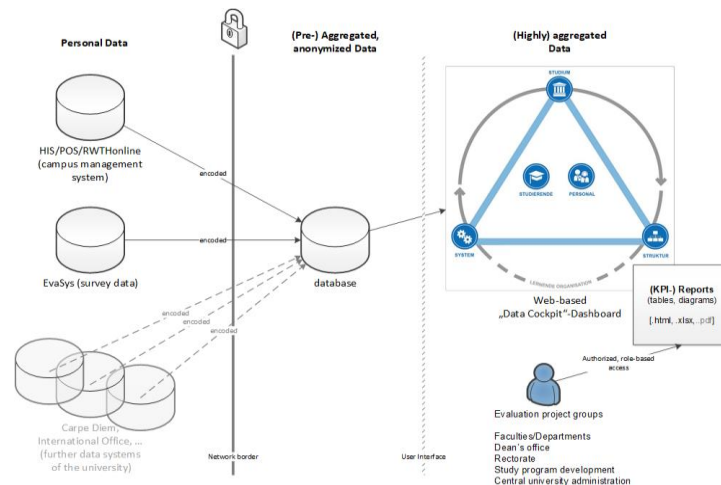 Personal Data
(Pre-) Aggregated,
anonymized Data
(Highly) aggregated
Data
HIS/POS/RWTHonline
(campus management
system)
encoded
EvaSys (survey data)
encoded
encoded
encoded
encoded
Carpe Diem,
International Office, ...
(further data systems
of the university)
Network border
database
User Interface
STUDIUM
STUDIERENDE
PERSONAL
SYSTEM
STRUKTUR
LERNENDE ORGANISATION
Web-based
„Data Cockpit"-Dashboard
(KPI-) Reports
(tables, diagrams)
[.html, .xlsx, .pdf]
Authorized, role-based
access
Evaluation project groups
Faculties/Departments
Dean's office
Rectorate
Study program development
Central university administration